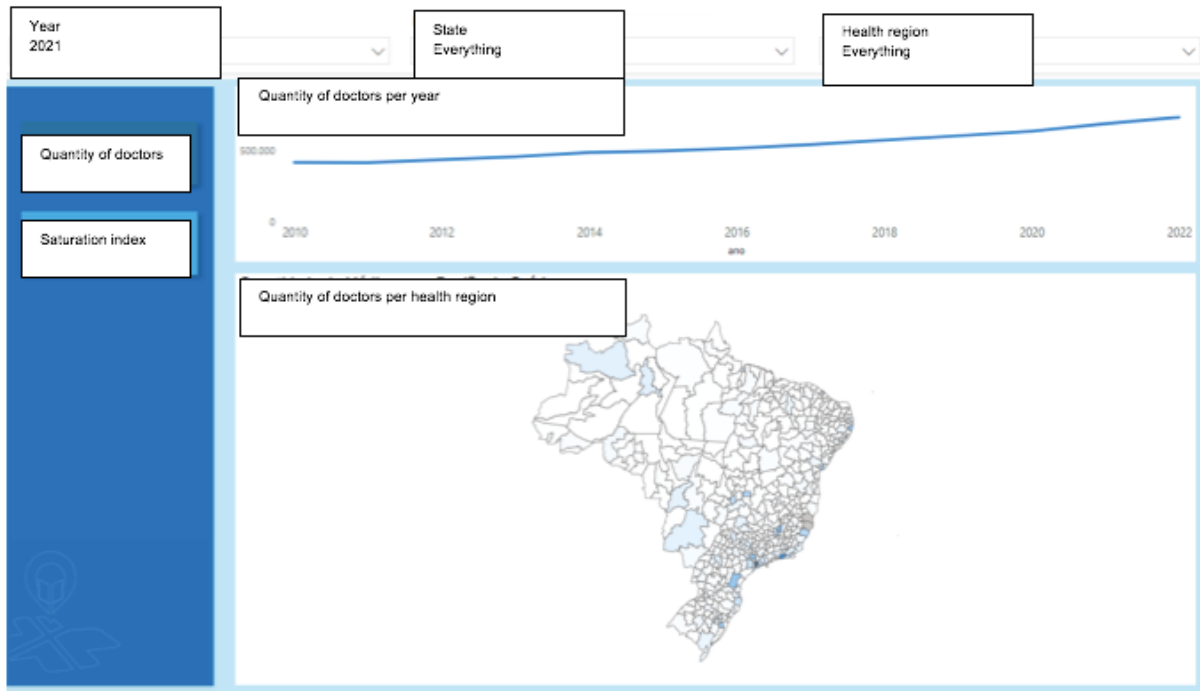 Year
2021
State
Everything
Health region
Everything
Quantity of doctors per year
Quantity of doctors
Saturation index
500.000
0
2010
2012
2014
2016
2018
2020
2022
ano
Quantity of doctors per health region